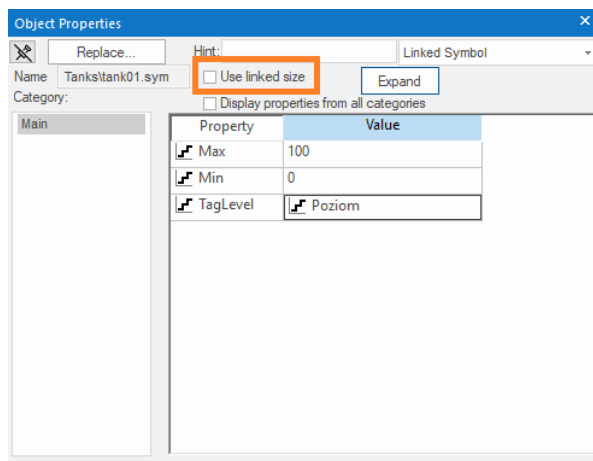 Object Properties
Replace... Hint: Linked Symbol
Name Tanks\tank01.sym Use linked size Expand
Category: Display properties from all categories
Main Property Value
Max 100
Min 0
TagLevel Poziom